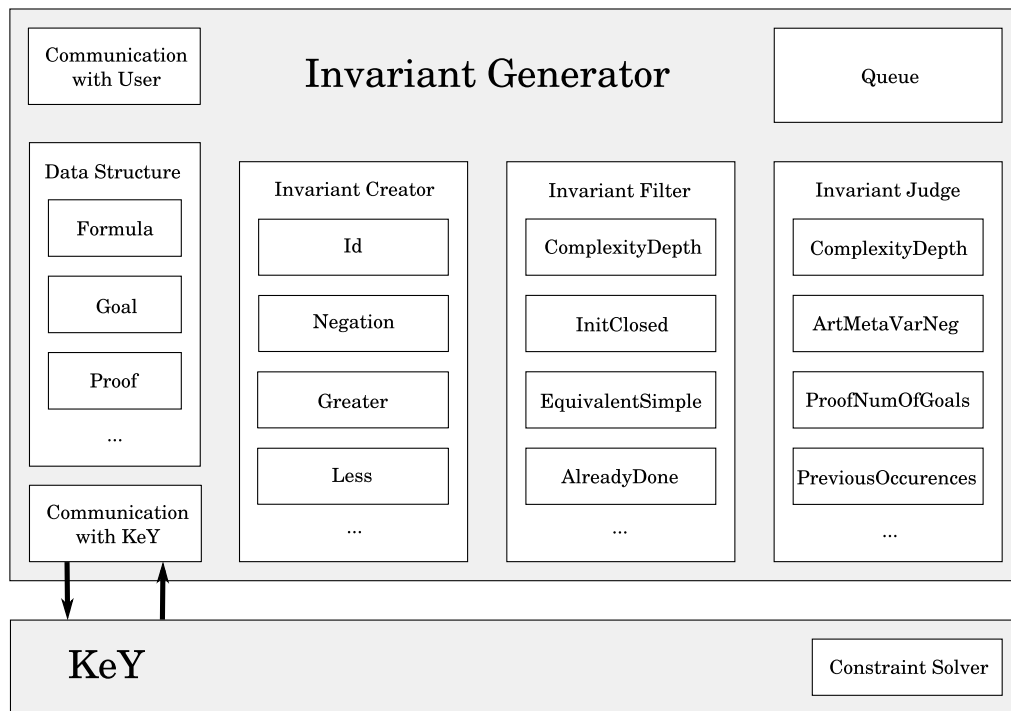 Communication
with User
Invariant Generator
Queue
Data Structure
Formula
Goal
Proof
...
Communication
with KeY
Invariant Creator
Id
Negation
Greater
Less
...
Invariant Filter
ComplexityDepth
InitClosed
EquivalentSimple
AlreadyDone
...
Invariant Judge
ComplexityDepth
ArtMetaVarNeg
ProofNumOfGoals
PreviousOccurences
...
KeY
Constraint Solver